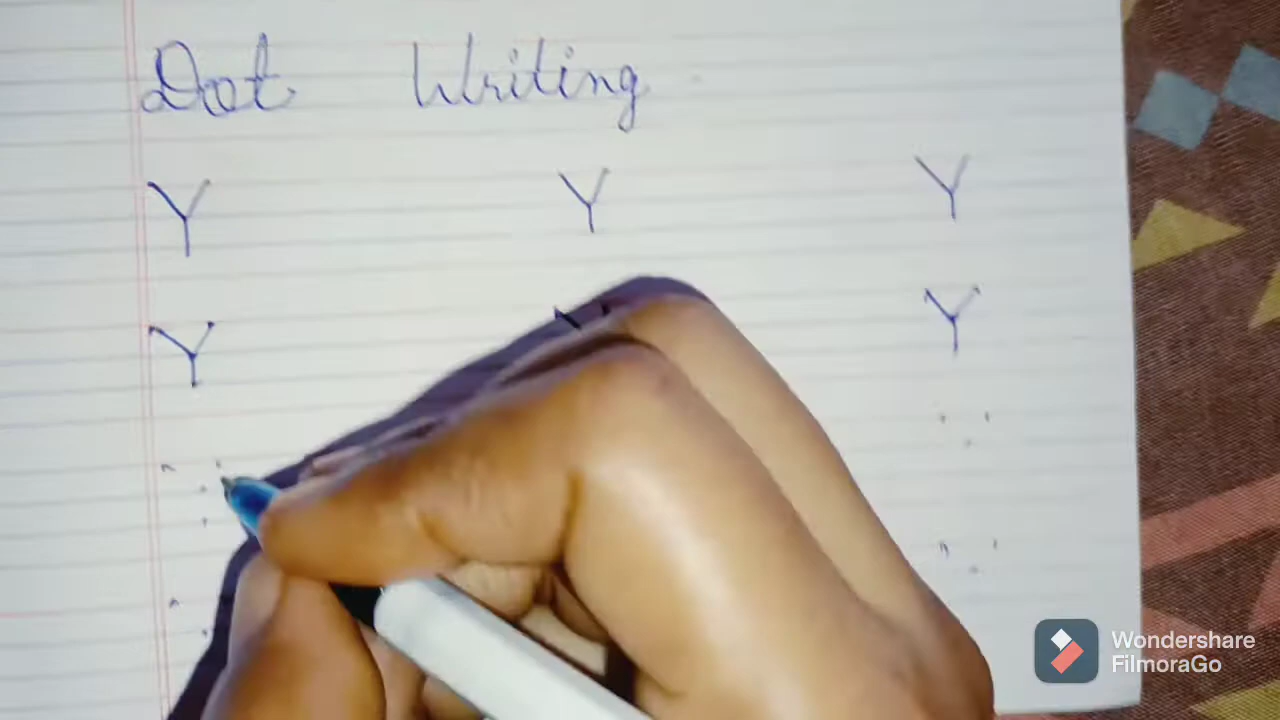 Dot Writing
Y Y Y
Y Y
Wondershare
FilmoraGo